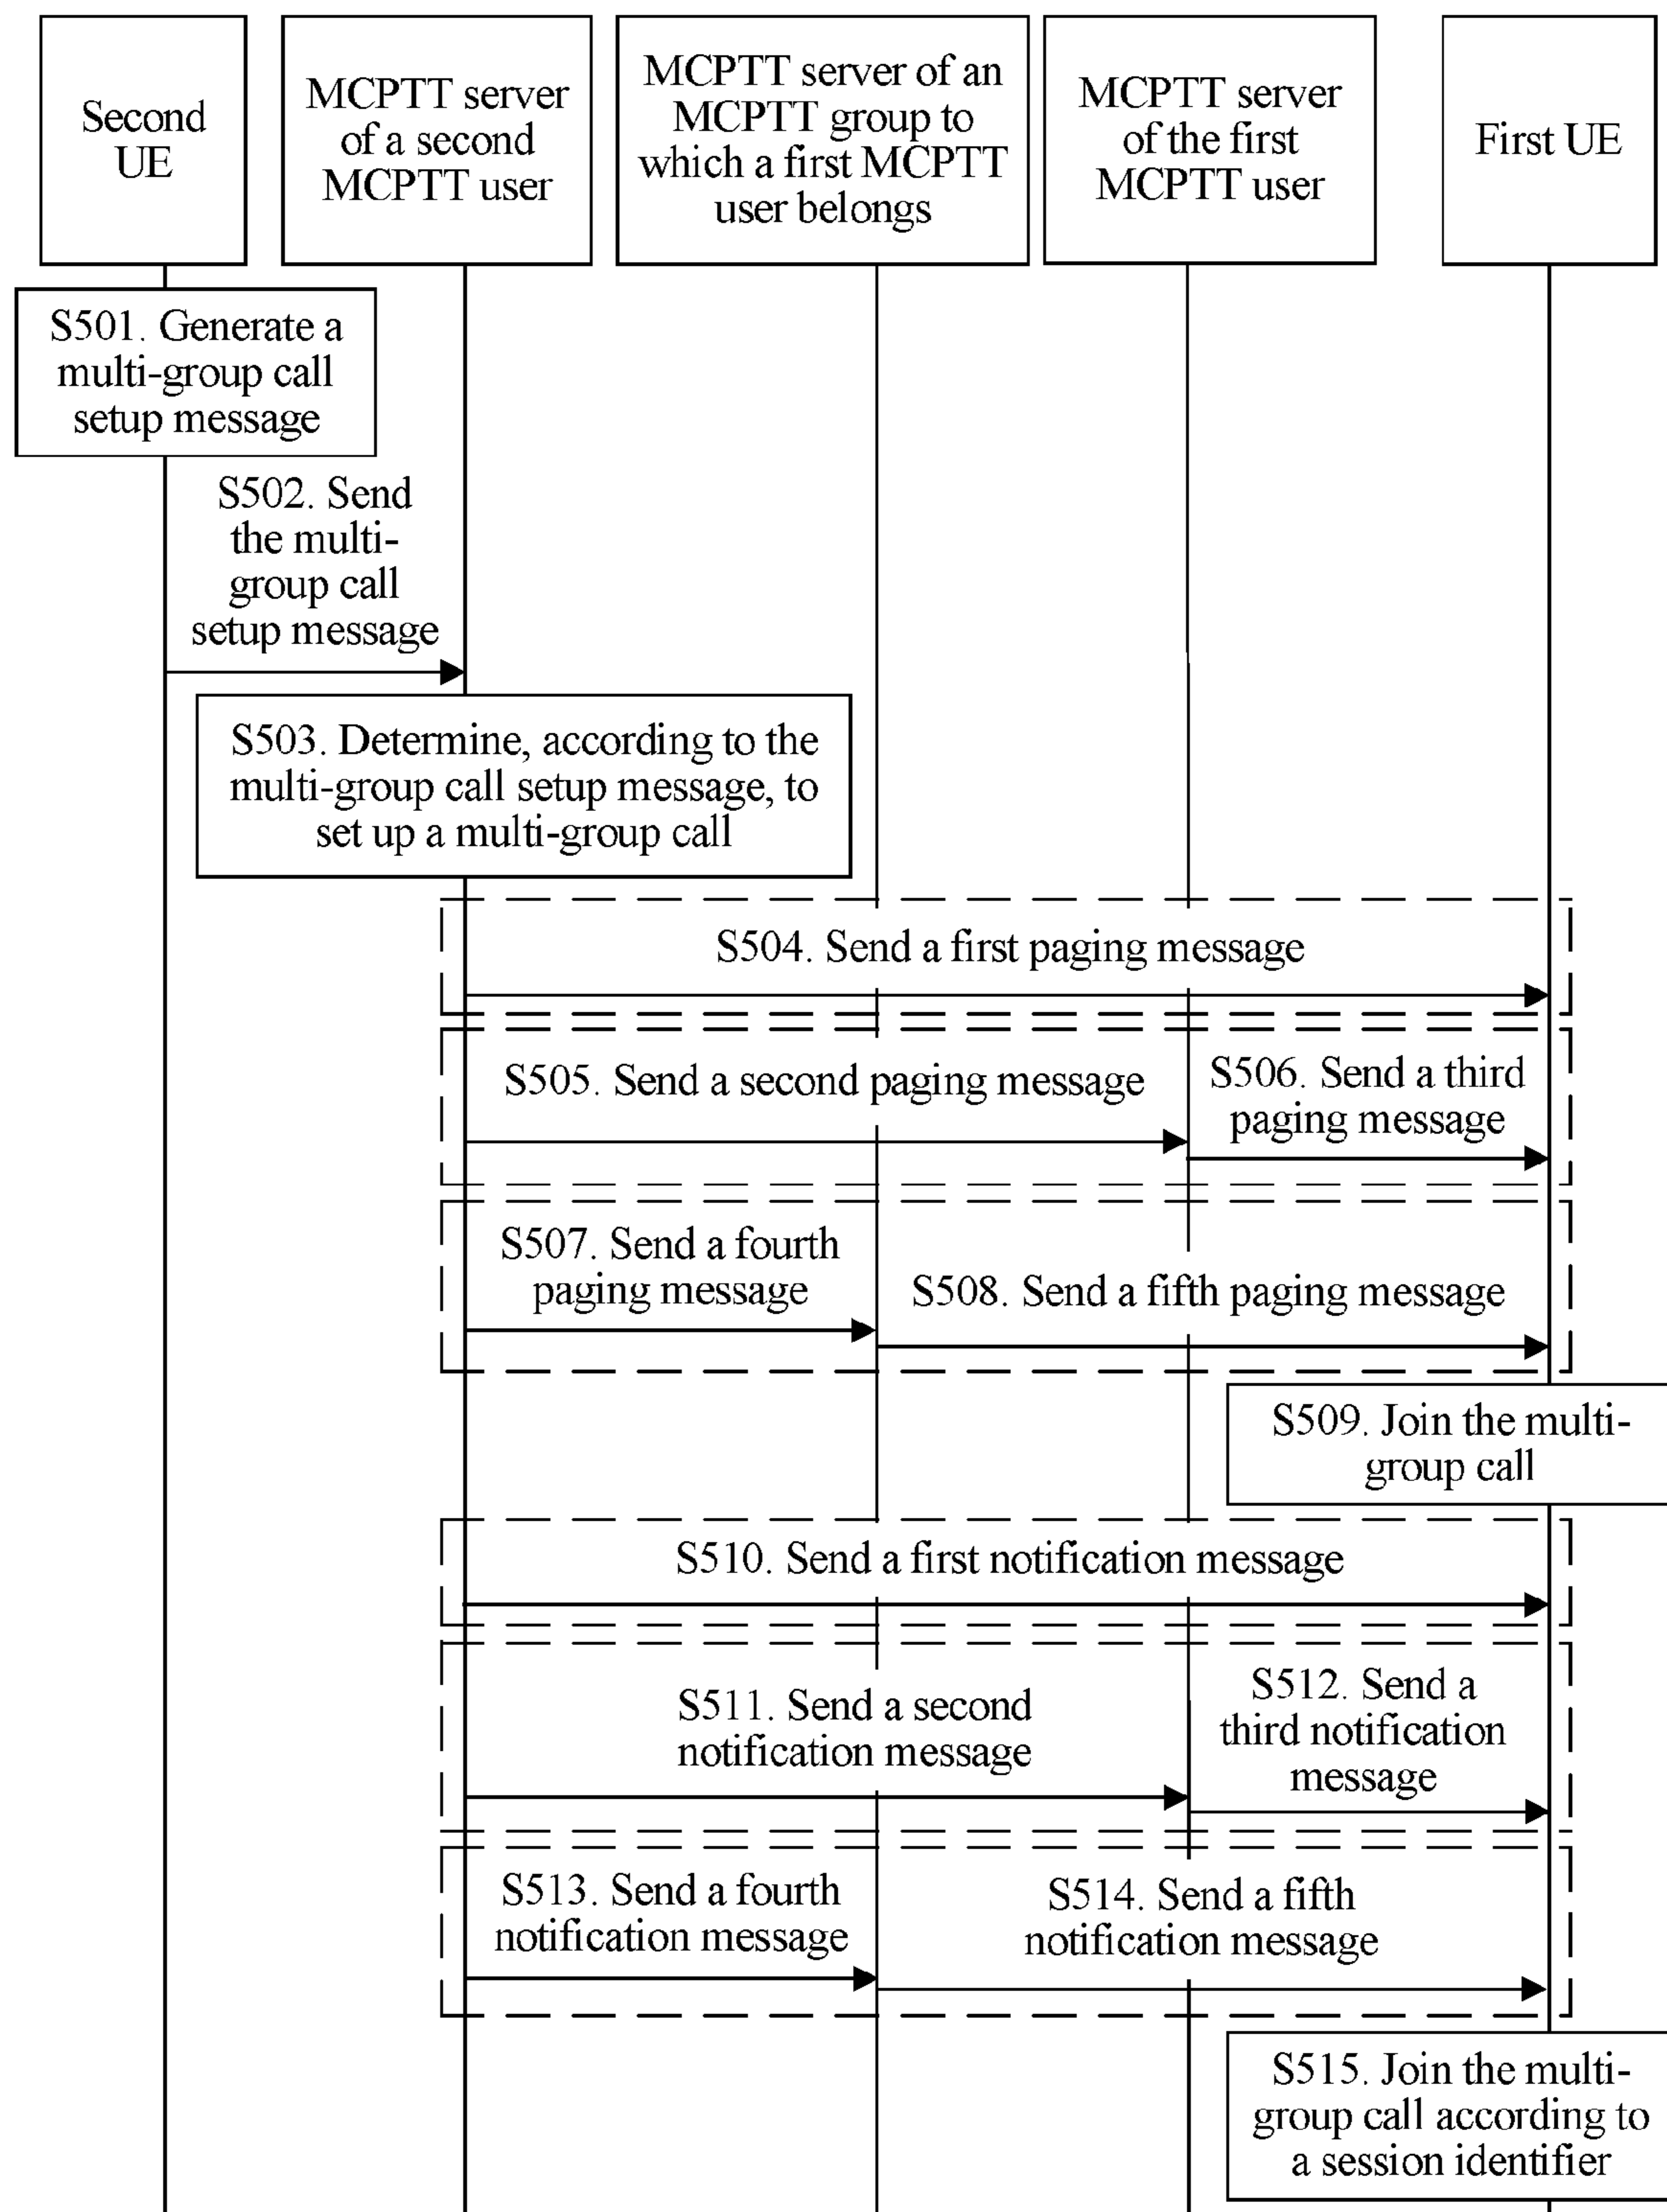 Second
UE
MCPTT server
of a second
MCPTT user
MCPTT server of an
MCPTT group to
which a first MCPTT
user belongs
MCPTT server
of the first
MCPTT user
First UE
S501. Generate a
multi-group call
setup message
S502. Send
the multi-
group call
setup message
S503. Determine, according to the
multi-group call setup message, to
set up a multi-group call
S504. Send a first paging message
S505. Send a second paging message
S506. Send a third
paging message
S507. Send a fourth
paging message
S508. Send a fifth paging message
S509. Join the multi-
group call
S510. Send a first notification message
S511. Send a second
notification message
S512. Send a
third notification
message
S513. Send a fourth
notification message
S514. Send a fifth
notification message
S515. Join the multi-
group call according to
a session identifier